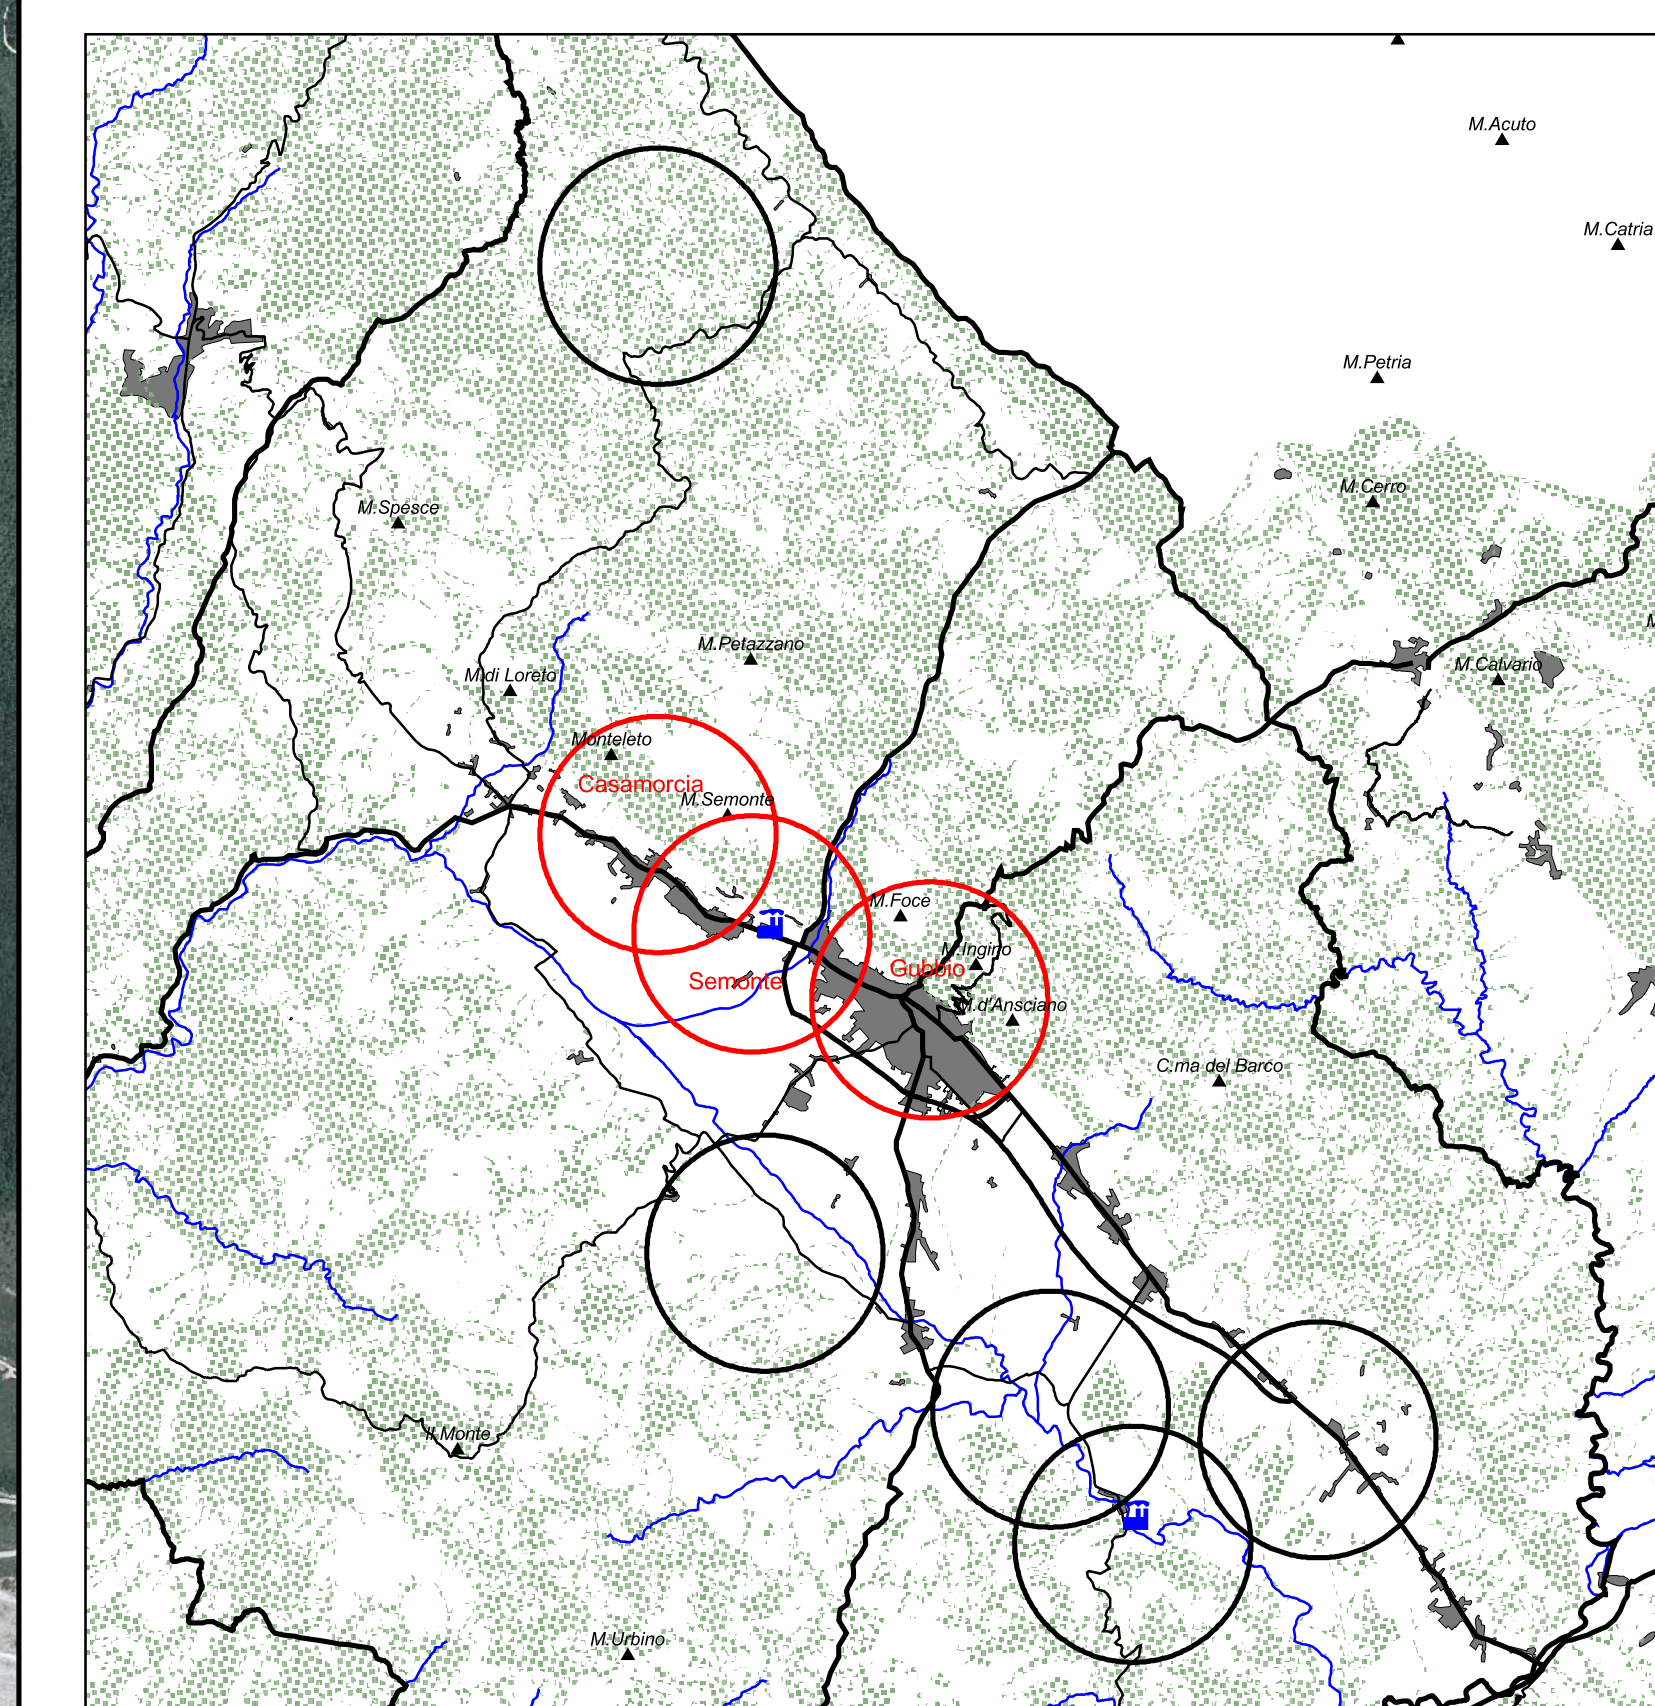 M.Acuto
M.Catria
M.Petria
M.Cerro
M.Spesce
M.Petazzano
M.Calvario
M.di Loreto
Monteleto
Casamorcia
M.Semonte
M.Foce
M.Ingino
Gubbio
Semonte
M.d'Ansciano
C.ma del Barco
Il Monte
M.Urbino